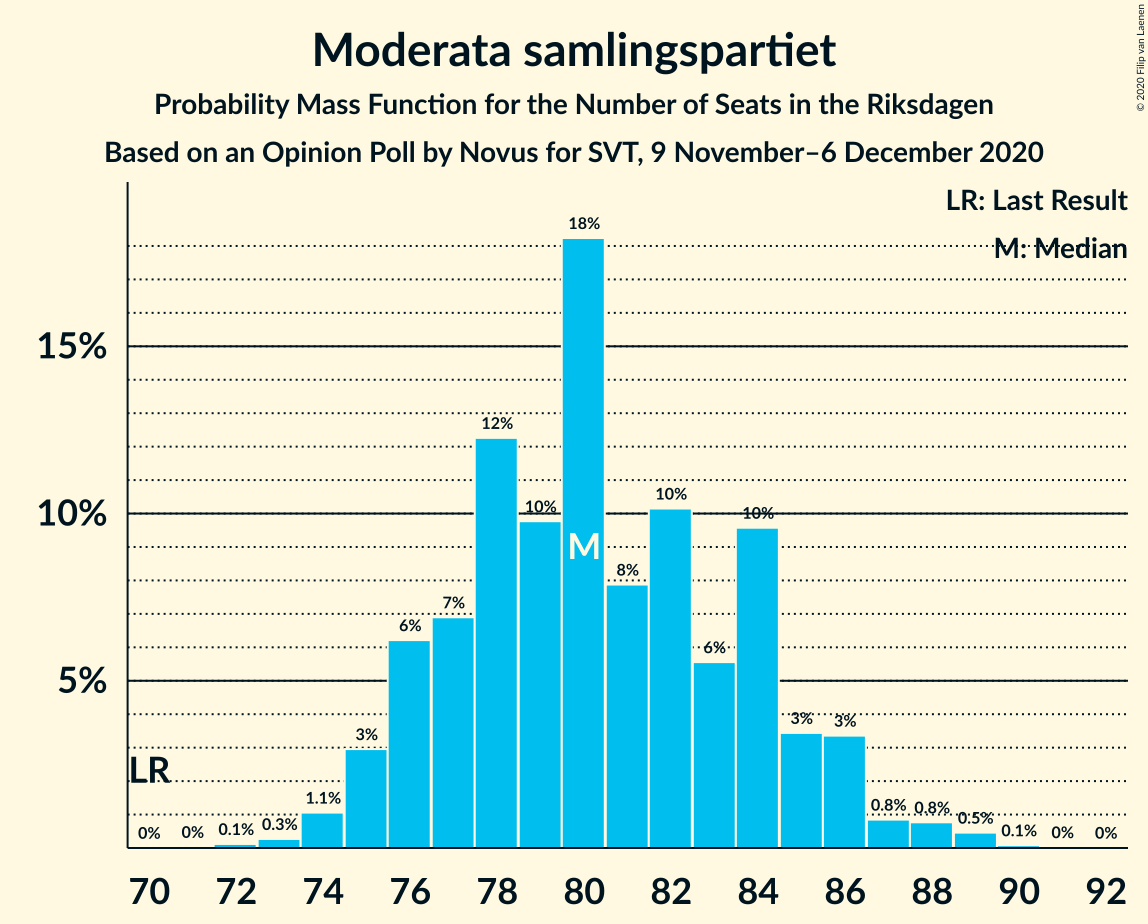 Moderata samlingspartiet
Probability Mass Function for the Number of Seats in the Riksdagen
Based on an Opinion Poll by Novus for SVT, 9 November–6 December 2020
© 2020 Filip van Laenen
LR: Last Result
M: Median
15%
10%
5%
LR
0%
0%
0.1%
0.3%
1.1%
3%
6%
7%
12%
10%
18%
M
8%
10%
6%
10%
3%
3%
0.8%
0.8%
0.5%
0.1%
0%
0%
70 72 74 76 78 80 82 84 86 88 90 92